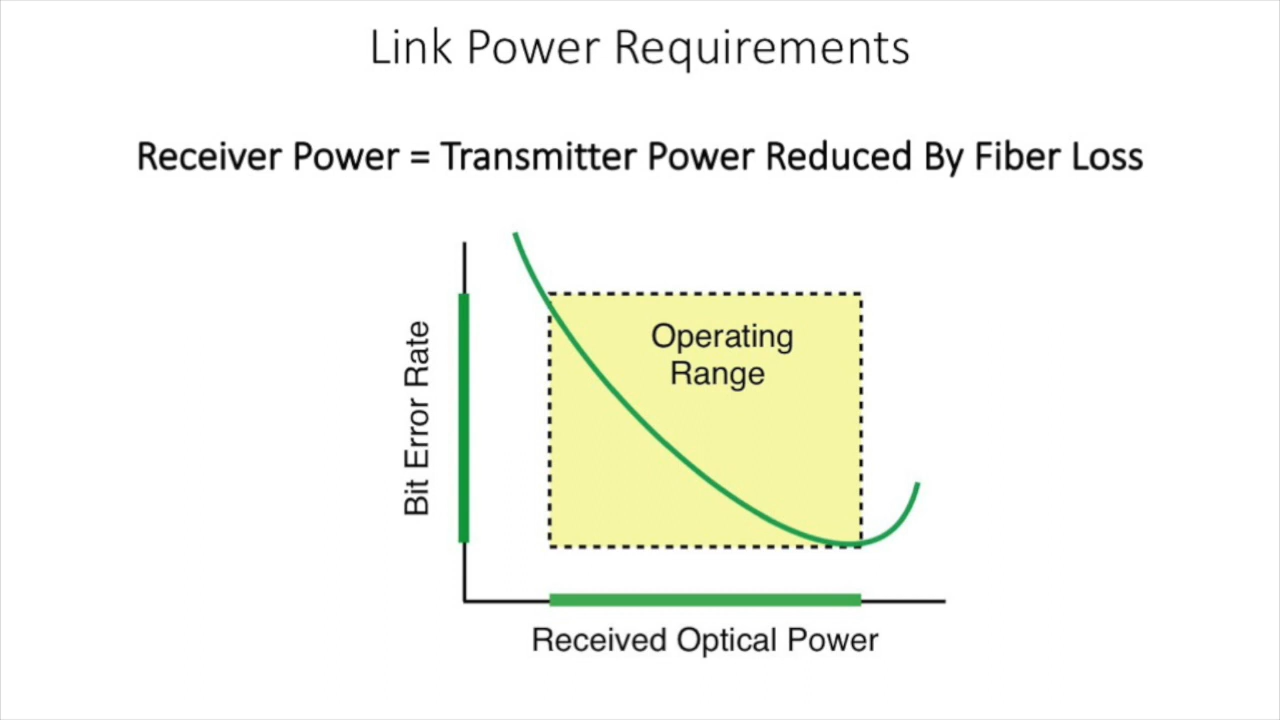 Link Power Requirements
Receiver Power = Transmitter Power Reduced By Fiber Loss
Operating
Range
Bit Error Rate
Received Optical Power